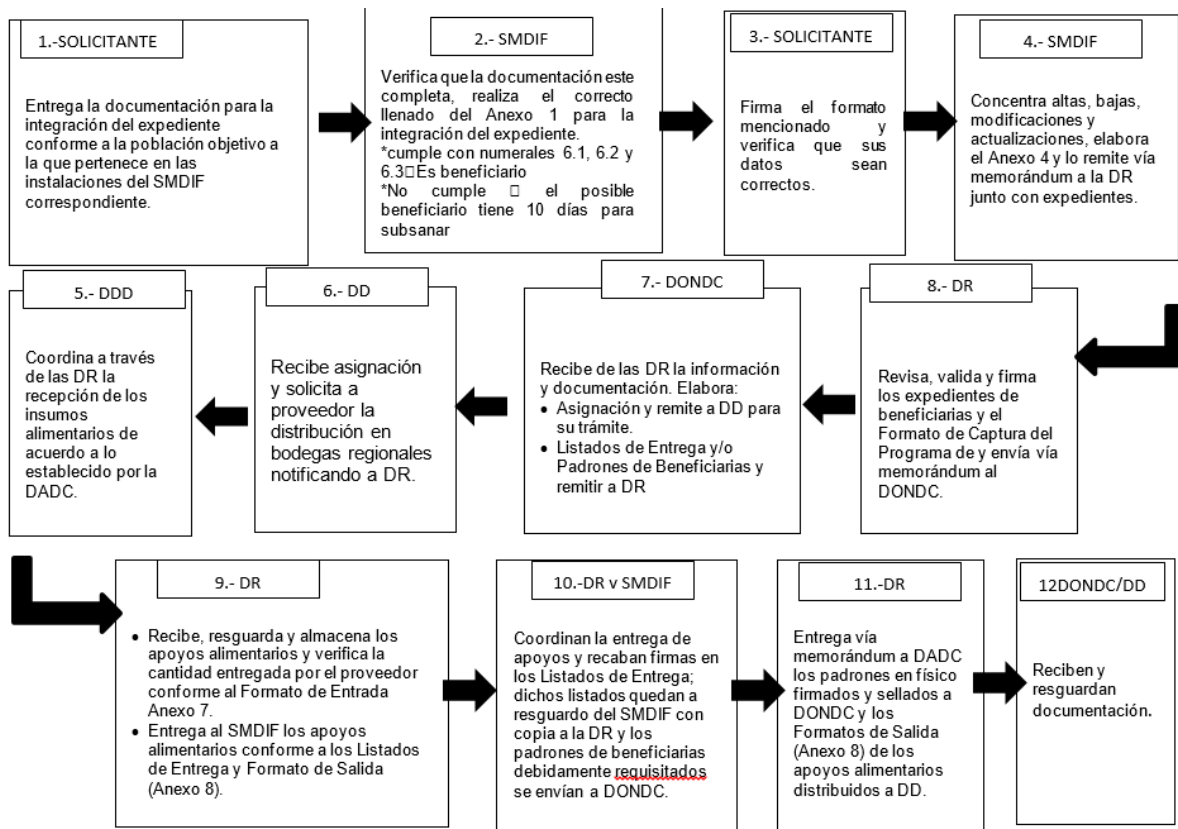 1.-SOLICITANTE
Entrega la documentación para la
integración del expediente
conforme a la población objetivo a
la que pertenece en las
instalaciones del SMDIF
correspondiente.
2.- SMDIF
Verifica que la documentación este
completa, realiza el correcto
llenado del Anexo 1 para la
integración del expediente.
*cumple con numerales 6.1, 6.2 y
6.3□Es beneficiario
*No cumple □ el posible
beneficiario tiene 10 días para
subsanar
3.- SOLICITANTE
Firma el formato
mencionado y
verifica que sus
datos sean
correctos.
4.- SMDIF
Concentra altas, bajas,
modificaciones y
actualizaciones, elabora
el Anexo 4 y lo remite vía
memorándum a la DR
junto con expedientes.
5.- DDD
Coordina a través
de las DR la
recepción de los
insumos
alimentarios de
acuerdo a lo
establecido por la
DADC.
6.- DD
Recibe asignación
y solicita a
proveedor la
distribución en
bodegas regionales
notificando a DR.
7.- DONDC
Recibe de las DR la información
y documentación. Elabora:
• Asignación y remite a DD para
su trámite.
• Listados de Entrega y/o
Padrones de Beneficiarias y
remitir a DR
8.- DR
Revisa, valida y firma
los expedientes de
beneficiarias y el
Formato de Captura del
Programa de y envía vía
memorándum al
DONDC.
9.- DR
• Recibe, resguarda y almacena los
apoyos alimentarios y verifica la
cantidad entregada por el proveedor
conforme al Formato de Entrada
Anexo 7.
• Entrega al SMDIF los apoyos
alimentarios conforme a los Listados
de Entrega y Formato de Salida
(Anexo 8).
10.-DR v SMDIF
Coordinan la entrega de
apoyos y recaban firmas en
los Listados de Entrega;
dichos listados quedan a
resguardo del SMDIF con
copia a la DR y los
padrones de beneficiarias
debidamente requisitados
se envían a DONDC.
11.-DR
Entrega vía
memorándum a DADC
los padrones en físico
firmados y sellados a
DONDC y los
Formatos de Salida
(Anexo 8) de los
apoyos alimentarios
distribuidos a DD.
12DONDC/DD
Reciben y
resguardan
documentación.